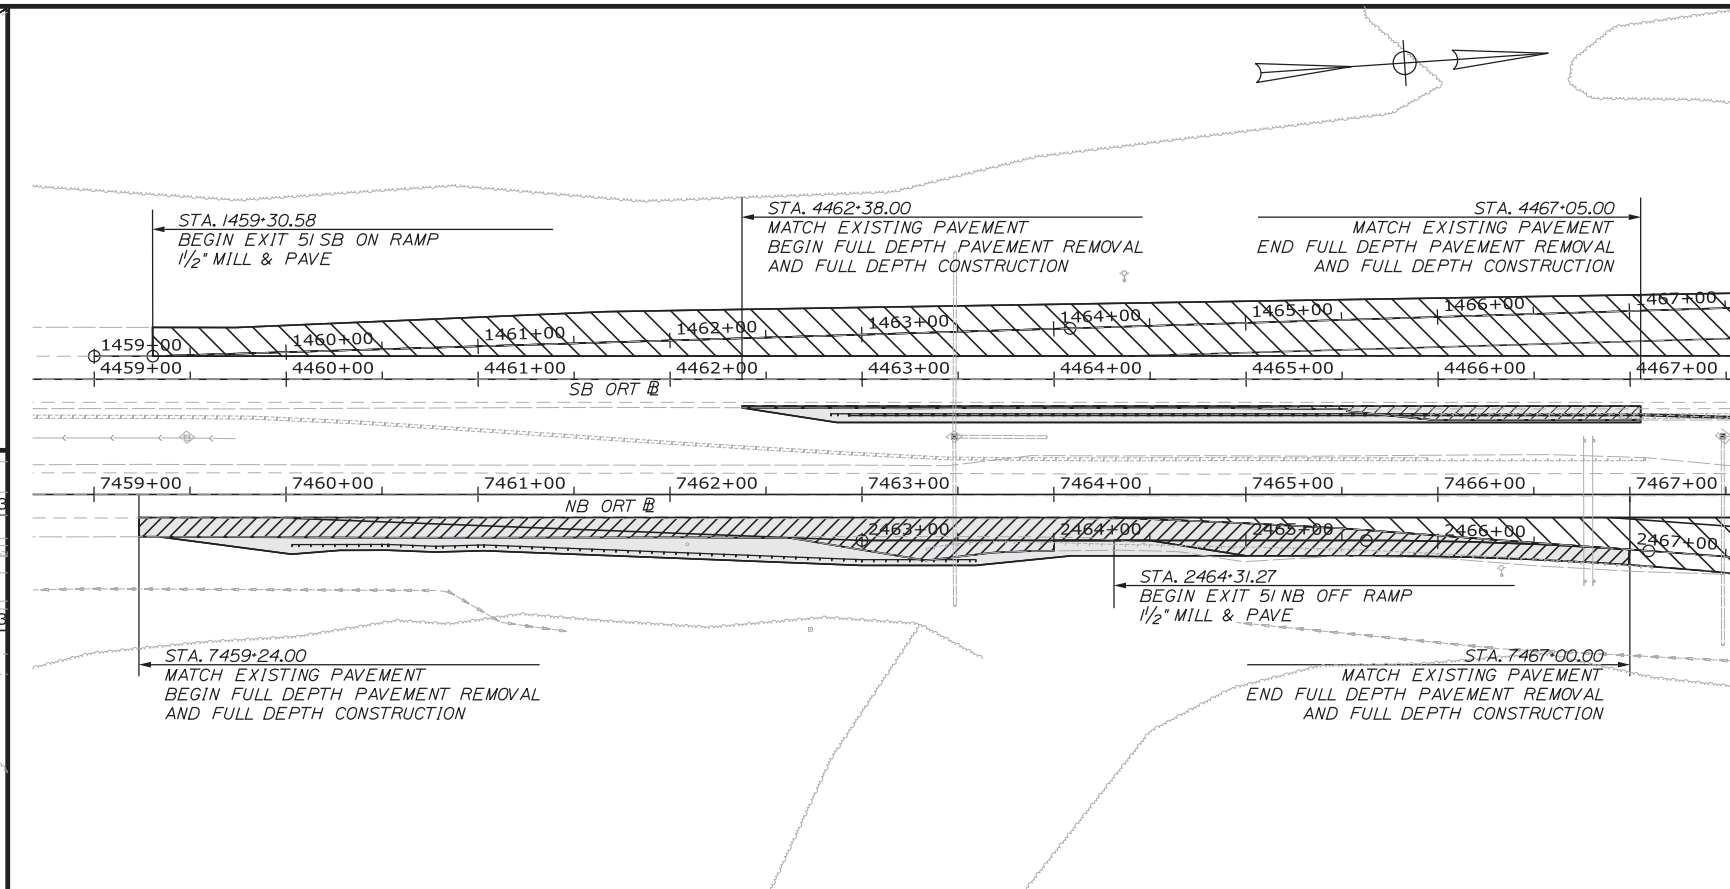 STA. 1459+30.58
BEGIN EXIT 51 SB ON RAMP
1 1/2" MILL & PAVE
STA. 4462+38.00
MATCH EXISTING PAVEMENT
BEGIN FULL DEPTH PAVEMENT REMOVAL
AND FULL DEPTH CONSTRUCTION
STA. 4467+05.00
MATCH EXISTING PAVEMENT
END FULL DEPTH PAVEMENT REMOVAL
AND FULL DEPTH CONSTRUCTION
1459+00 1460+00 1461+00 1462+00 1463+00 1464+00 1465+00 1466+00 1467+00
4459+00 4460+00 4461+00 4462+00 4463+00 4464+00 4465+00 4466+00 4467+00
SB ORT BL
7459+00 7460+00 7461+00 7462+00 7463+00 7464+00 7465+00 7466+00 7467+00
NB ORT BL
2463+00 2464+00 2465+00 2466+00 2467+00
STA. 2464+31.27
BEGIN EXIT 51 NB OFF RAMP
1 1/2" MILL & PAVE
STA. 7459+24.00
MATCH EXISTING PAVEMENT
BEGIN FULL DEPTH PAVEMENT REMOVAL
AND FULL DEPTH CONSTRUCTION
STA. 7467+00.00
MATCH EXISTING PAVEMENT
END FULL DEPTH PAVEMENT REMOVAL
AND FULL DEPTH CONSTRUCTION